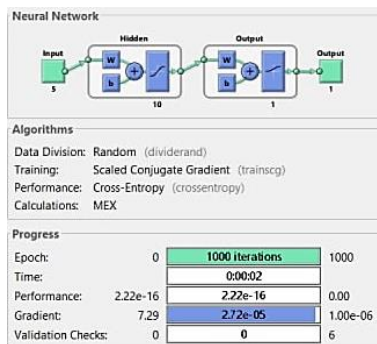 Neural Network
Hidden Output
Input Output
W W
b b
5 10 1 1
Algorithms
Data Division: Random (dividerand)
Training: Scaled Conjugate Gradient (trainscg)
Performance: Cross-Entropy (crossentropy)
Calculations: MEX
Progress
Epoch: 0 1000 iterations 1000
Time: 0:00:02
Performance: 2.22e-16 2.22e-16 0.00
Gradient: 7.29 2.72e-05 1.00e-06
Validation Checks: 0 0 6